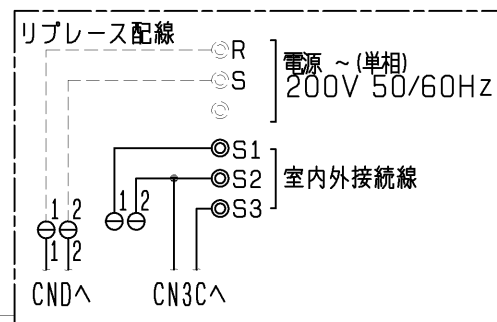 リプレース配線
R
S
電源 ~(単相)
200V 50/60Hz
S1
S2
S3
室内外接続線
1 2
1 2
1 2
CNDへ
CN3Cへ